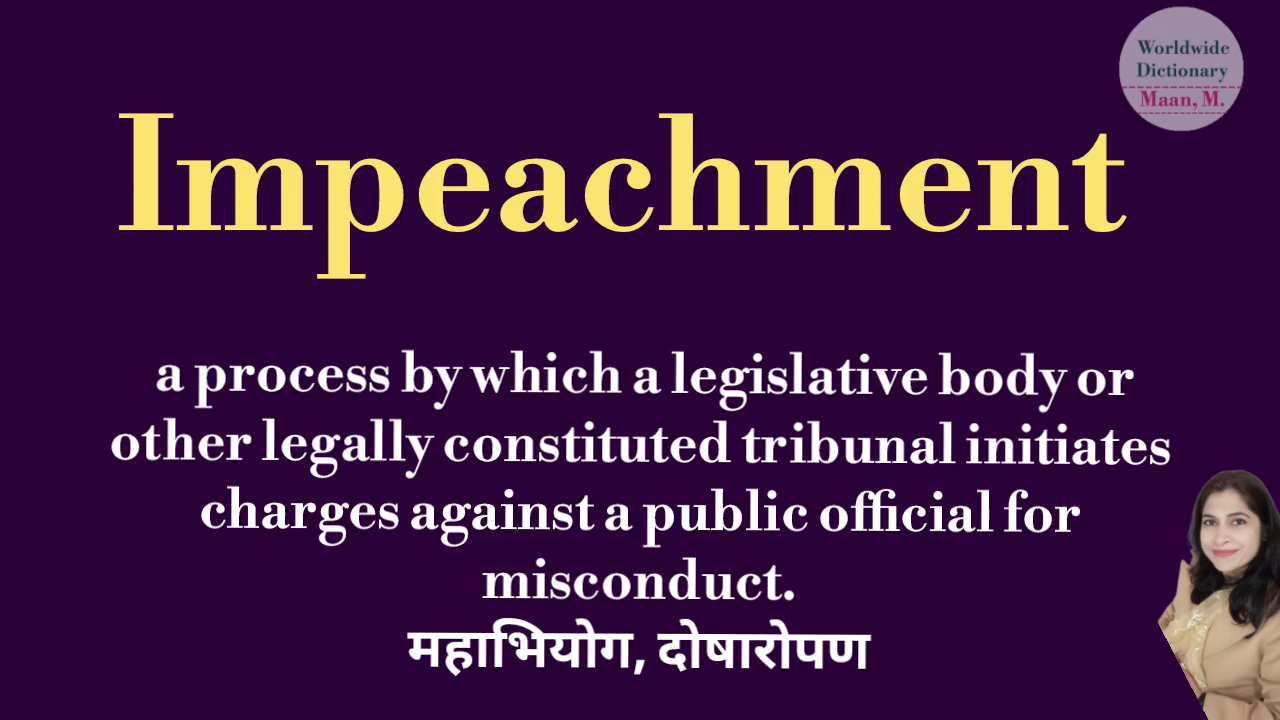 Worldwide
Dictionary
Maan, M.
Impeachment
a process by which a legislative body or
other legally constituted tribunal initiates
charges against a public official for
misconduct.
महाभियोग, दोषारोपण